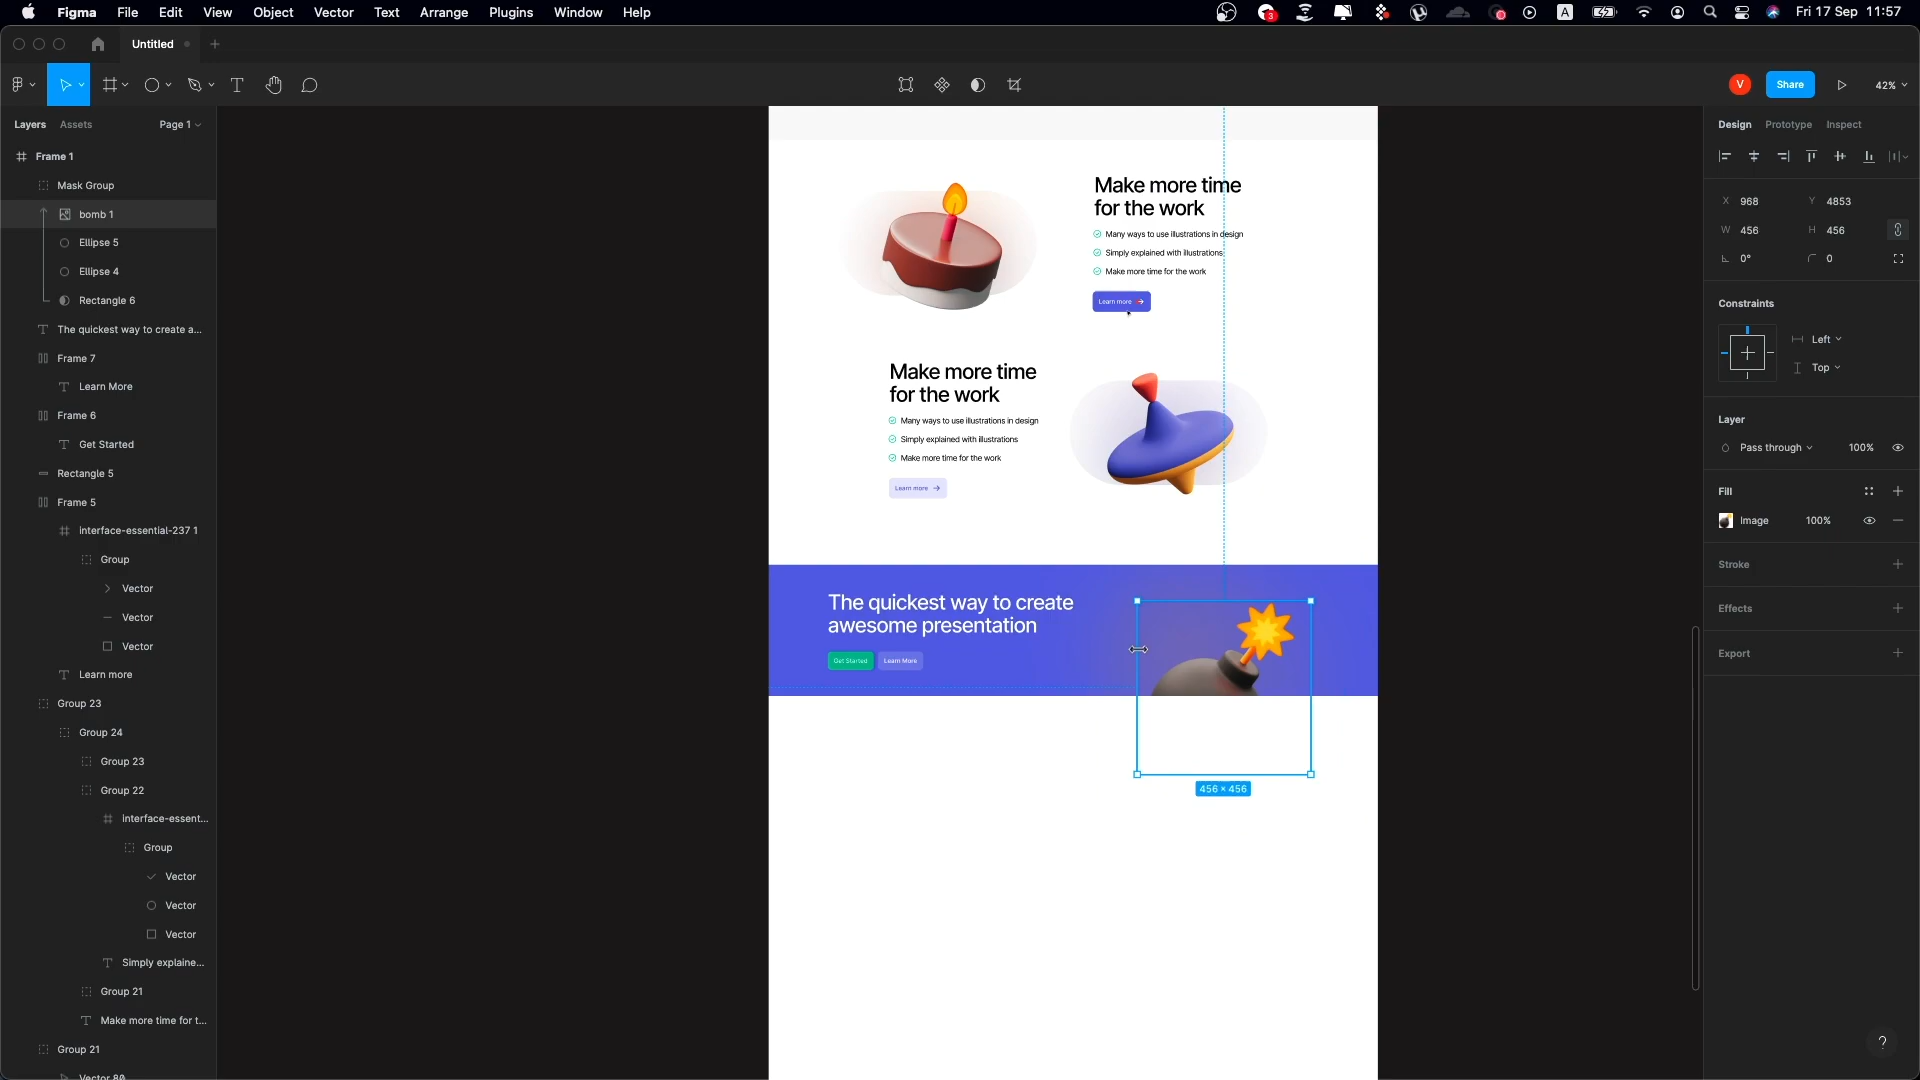 Figma File Edit View Object Vector Text Arrange Plugins Window Help
3 A Fri 17 Sep 11:57
Untitled
V Share 42%
Layers Assets Page 1
Frame 1
Mask Group
bomb 1
Ellipse 5
Ellipse 4
Rectangle 6
The quickest way to create a...
Frame 7
Learn More
Frame 6
Get Started
Rectangle 5
Frame 5
interface-essential-237 1
Group
Vector
Vector
Vector
Learn more
Group 23
Group 24
Group 23
Group 22
interface-essent...
Group
Vector
Vector
Vector
Simply explaine...
Group 21
Make more time for t...
Group 21
Vector 80
Make more time
for the work
Many ways to use illustrations in design
Simply explained with illustrations
Make more time for the work
Learn more
Make more time
for the work
Many ways to use illustrations in design
Simply explained with illustrations
Make more time for the work
Learn more
The quickest way to create
awesome presentation
Get Started Learn More
456 × 456
Design Prototype Inspect
X 968 Y 4853
W 456 H 456
0° 0
Constraints
Left
Top
Layer
Pass through 100%
Fill
Image 100%
Stroke
Effects
Export
?